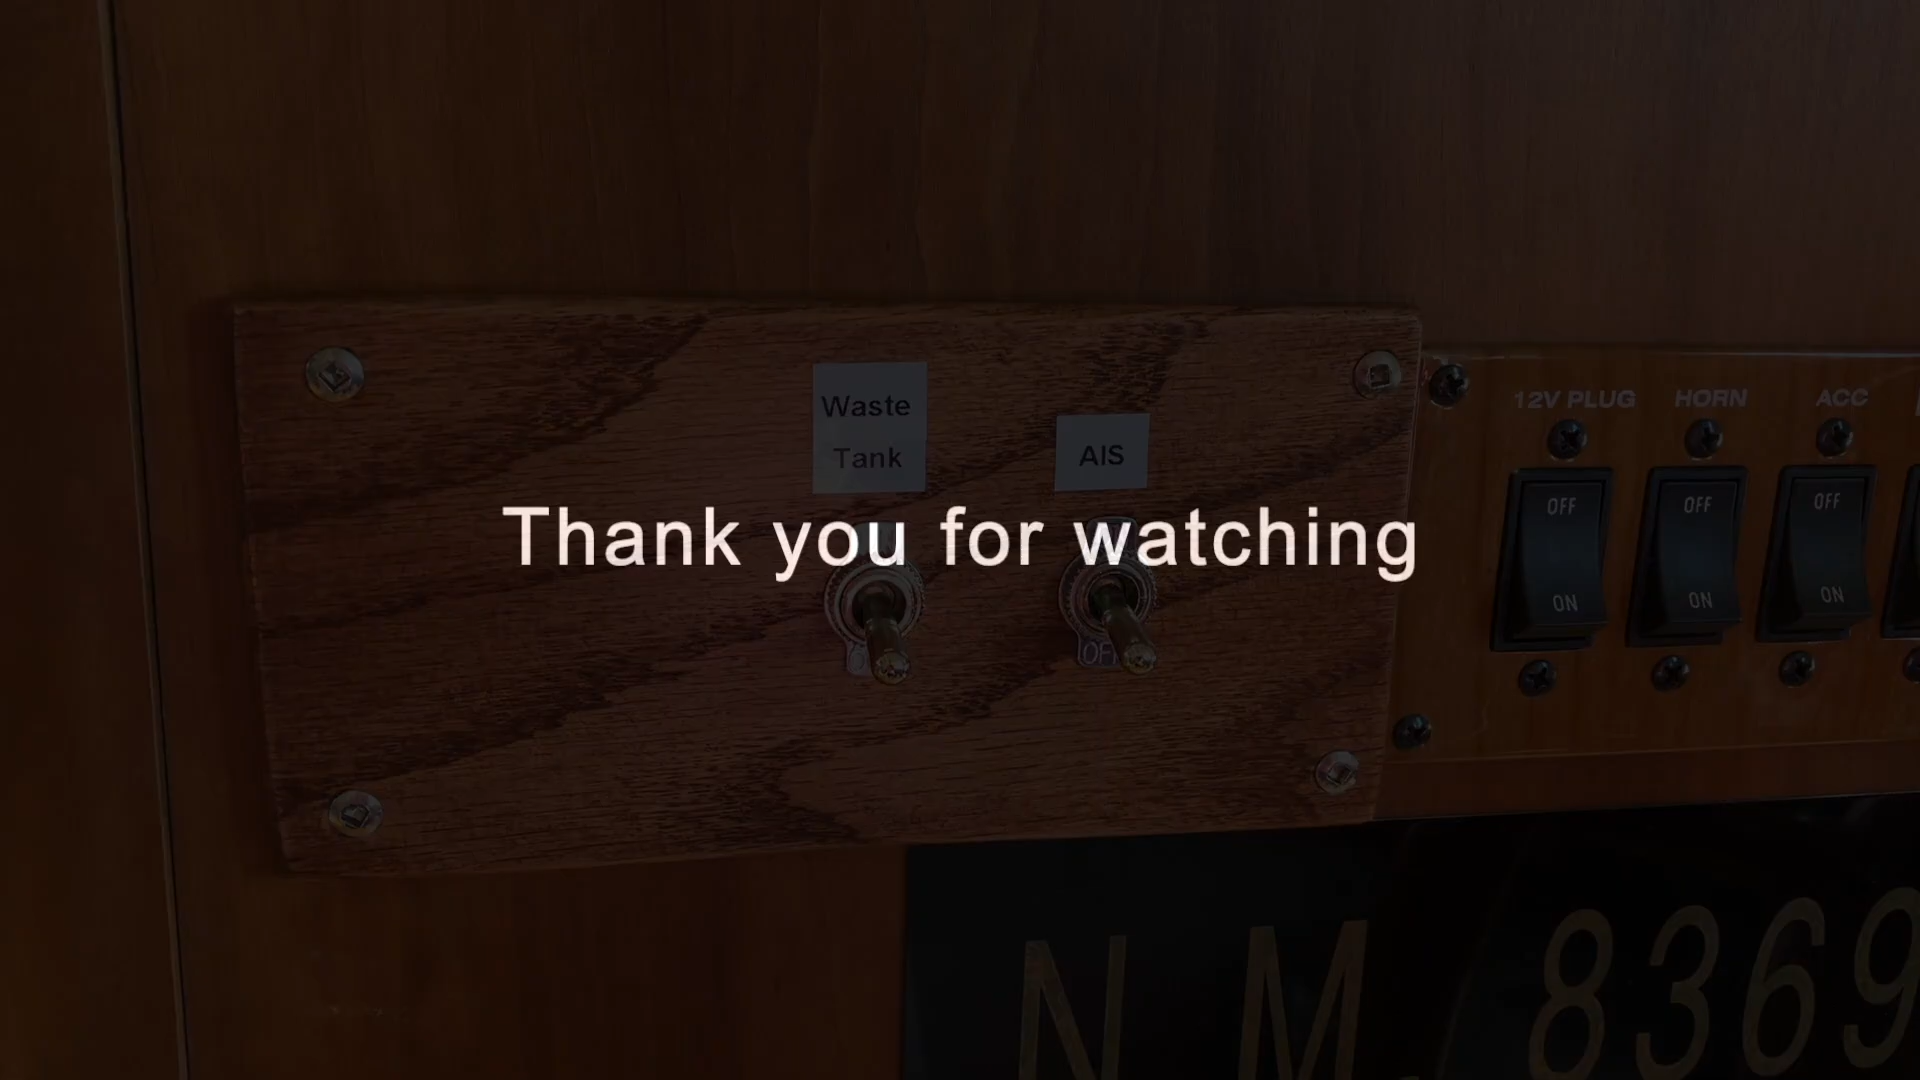 Waste
Tank
AIS
12V PLUG
HORN
ACC
OFF
OFF
OFF
Thank you for watching
ON
ON
ON
OFF
N M 8369